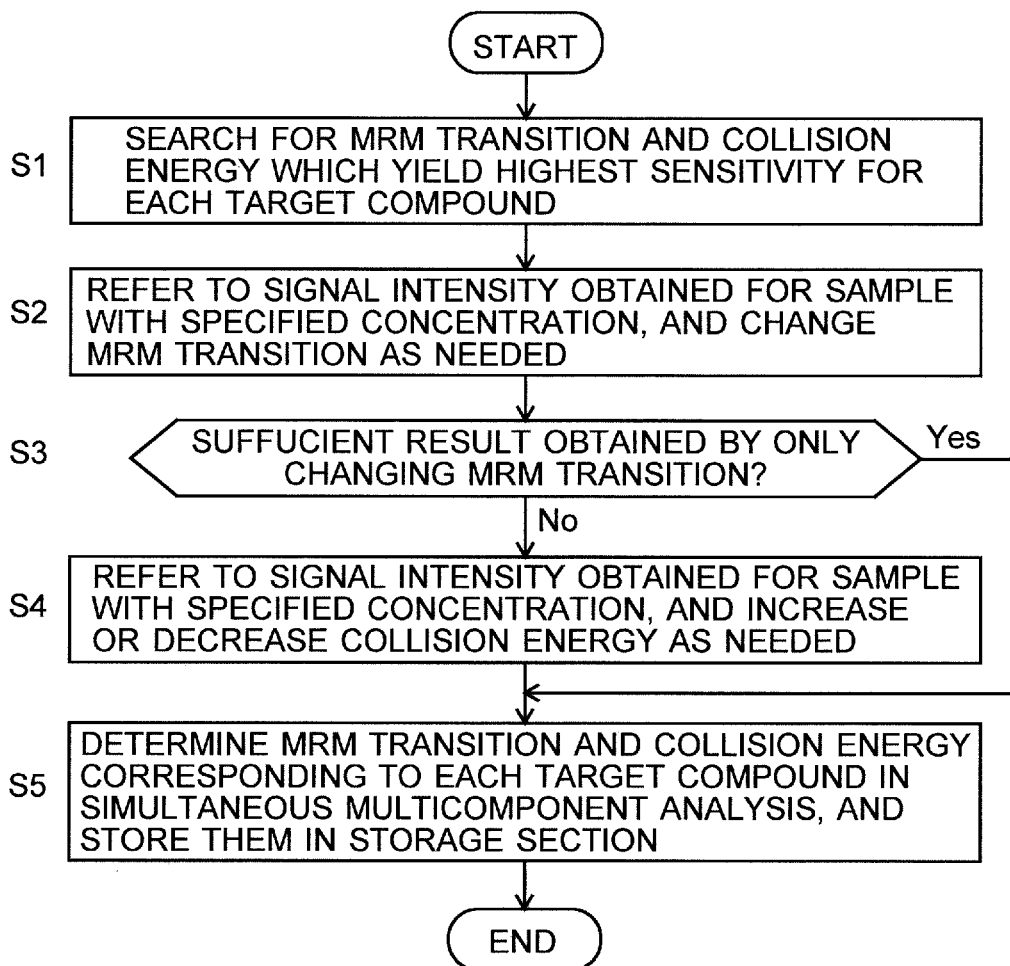 START
S1
SEARCH FOR MRM TRANSITION AND COLLISION
ENERGY WHICH YIELD HIGHEST SENSITIVITY FOR
EACH TARGET COMPOUND
S2
REFER TO SIGNAL INTENSITY OBTAINED FOR SAMPLE
WITH SPECIFIED CONCENTRATION, AND CHANGE
MRM TRANSITION AS NEEDED
S3
SUFFUCIENT RESULT OBTAINED BY ONLY
CHANGING MRM TRANSITION?
Yes
No
S4
REFER TO SIGNAL INTENSITY OBTAINED FOR SAMPLE
WITH SPECIFIED CONCENTRATION, AND INCREASE
OR DECREASE COLLISION ENERGY AS NEEDED
S5
DETERMINE MRM TRANSITION AND COLLISION ENERGY
CORRESPONDING TO EACH TARGET COMPOUND IN
SIMULTANEOUS MULTICOMPONENT ANALYSIS, AND
STORE THEM IN STORAGE SECTION
END